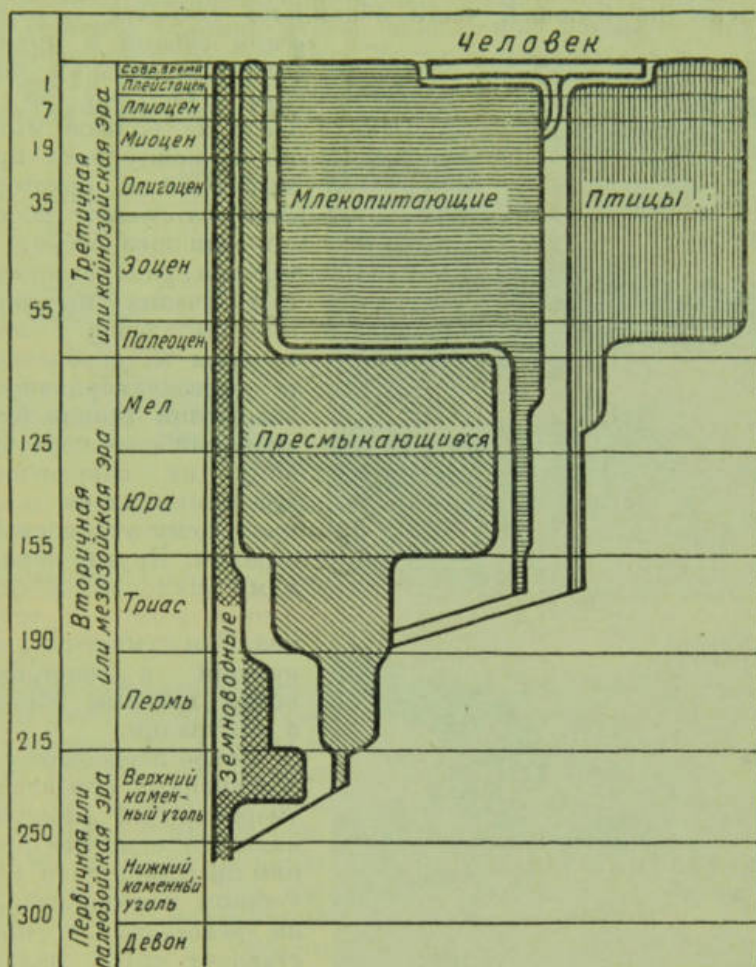 Человек
Третичная
или кайнозойская эра
Вторичная
или мезозойская эра
Первичная или
палеозойская эра
1
7
19
35
55
125
155
190
215
250
300
Совр. время
Плейстоцен
Плиоцен
Миоцен
Олигоцен
Эоцен
Палеоцен
Мел
Юра
Триас
Пермь
Верхний
камен-
ный уголь
Нижний
каменный
уголь
Девон
Млекопитающие
Птицы
Пресмыкающиеся
Земноводные